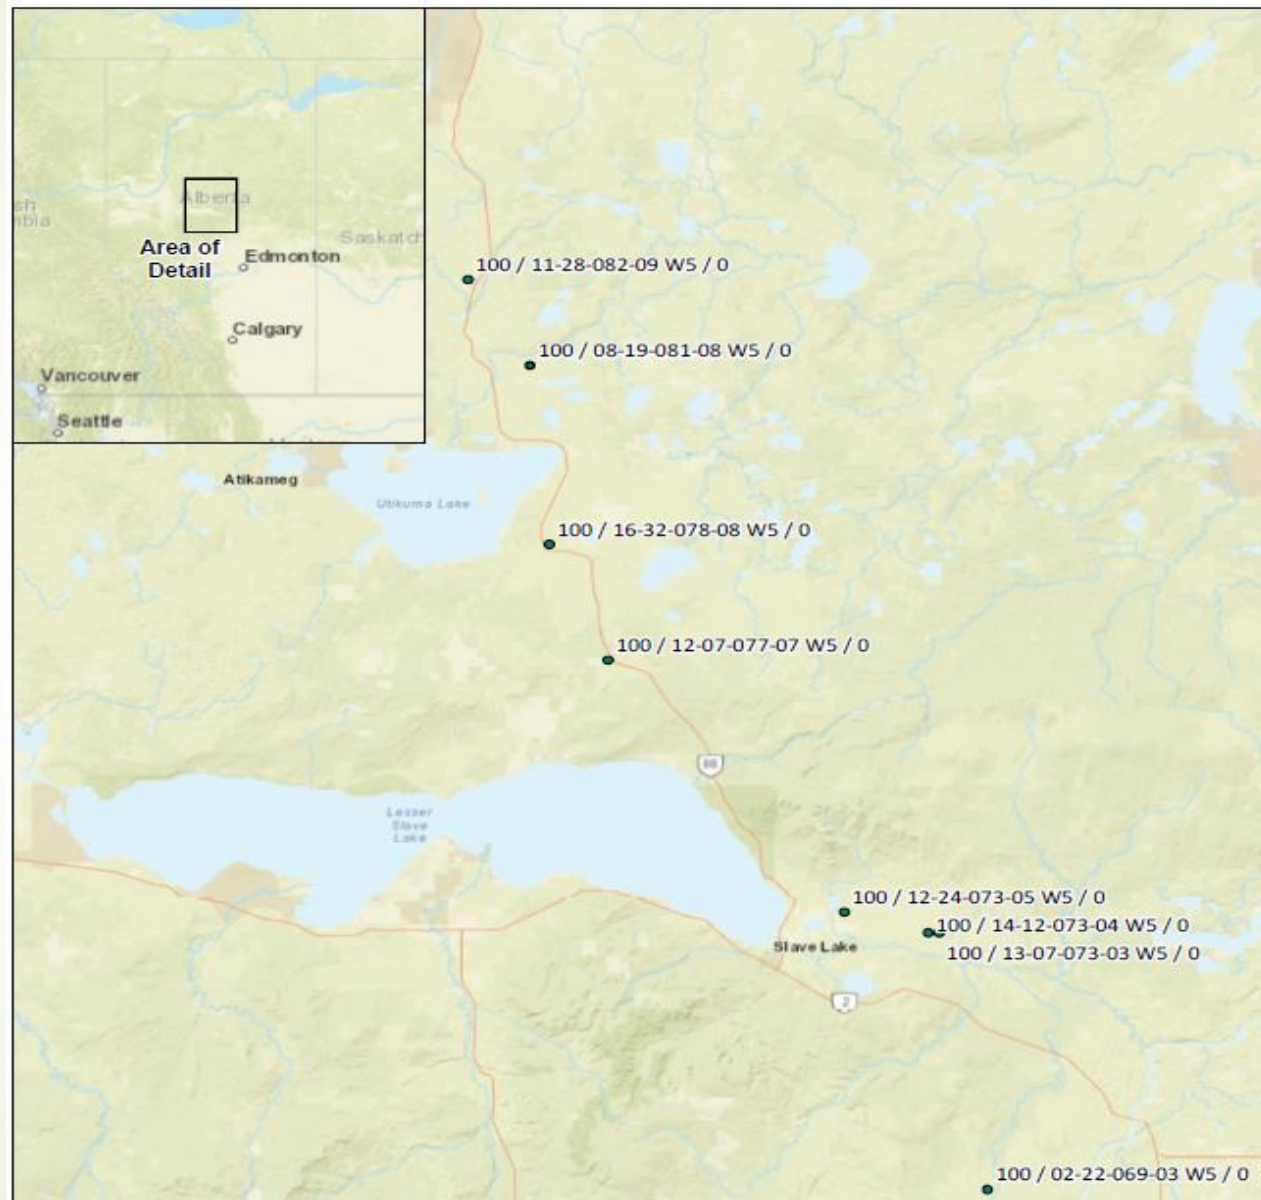 Alberta
Saskatch
Area of
Detail
Edmonton
Calgary
Vancouver
Seattle
100 / 11-28-082-09 W5 / 0
100 / 08-19-081-08 W5 / 0
Atikameg
Utikuma Lake
100 / 16-32-078-08 W5 / 0
100 / 12-07-077-07 W5 / 0
88
Lesser
Slave
Lake
100 / 12-24-073-05 W5 / 0
100 / 14-12-073-04 W5 / 0
Slave Lake
100 / 13-07-073-03 W5 / 0
2
100 / 02-22-069-03 W5 / 0